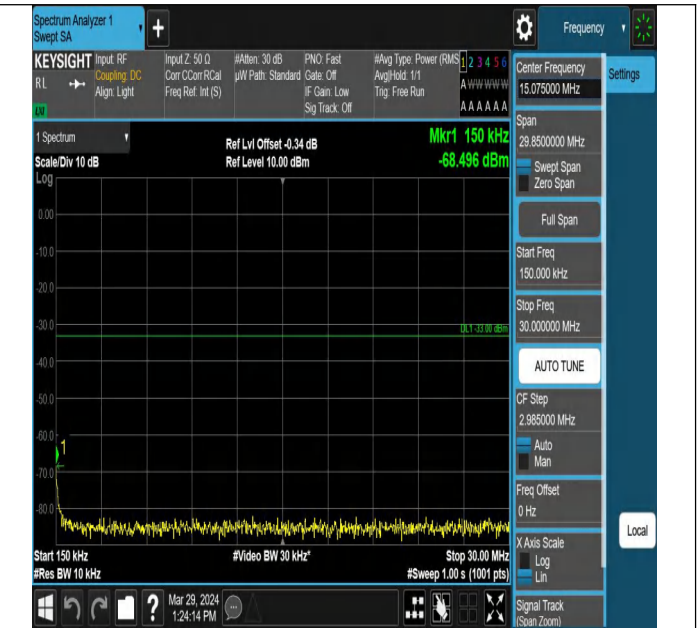 Spectrum Analyzer 1
Swept SA
Frequency
KEYSIGHT
RL
LXI
Input: RF
Coupling: DC
Align: Light
Input Z: 50 Ω
Corr CCorr RCal
Freq Ref: Int (S)
#Atten: 30 dB
µW Path: Standard
PNO: Fast
Gate: Off
IF Gain: Low
Sig Track: Off
#Avg Type: Power (RMS
Avg|Hold: 1/1
Trig: Free Run
1 2 3 4 5 6
A W W W W W
A A A A A A
1 Spectrum
Scale/Div 10 dB
Log
Ref Lvl Offset -0.34 dB
Ref Level 10.00 dBm
Mkr1 150 kHz
-68.496 dBm
0.00
-10.0
-20.0
-30.0
DL1 -33.00 dBm
-40.0
-50.0
-60.0
1
-70.0
-80.0
Start 150 kHz
#Video BW 30 kHz*
Stop 30.00 MHz
#Res BW 10 kHz
#Sweep 1.00 s (1001 pts)
Center Frequency
15.075000 MHz
Settings
Span
29.8500000 MHz
Swept Span
Zero Span
Full Span
Start Freq
150.000 kHz
Stop Freq
30.000000 MHz
AUTO TUNE
CF Step
2.985000 MHz
Auto
Man
Freq Offset
0 Hz
X Axis Scale
Log
Lin
Signal Track
(Span Zoom)
Local
?
Mar 29, 2024
1:24:14 PM